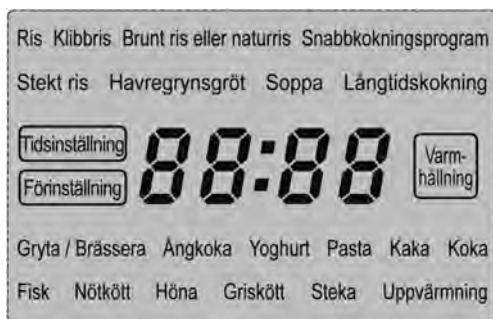 Ris Klibbris Brunt ris eller naturris Snabbkokningsprogram
Stekt ris Havregrynsgröt Soppa Långtidskokning
Tidsinställning
Förinställning
88:88
Varm-
hållning
Gryta / Brässera Ångkoka Yoghurt Pasta Kaka Koka
Fisk Nötkött Höna Griskött Steka Uppvärmning